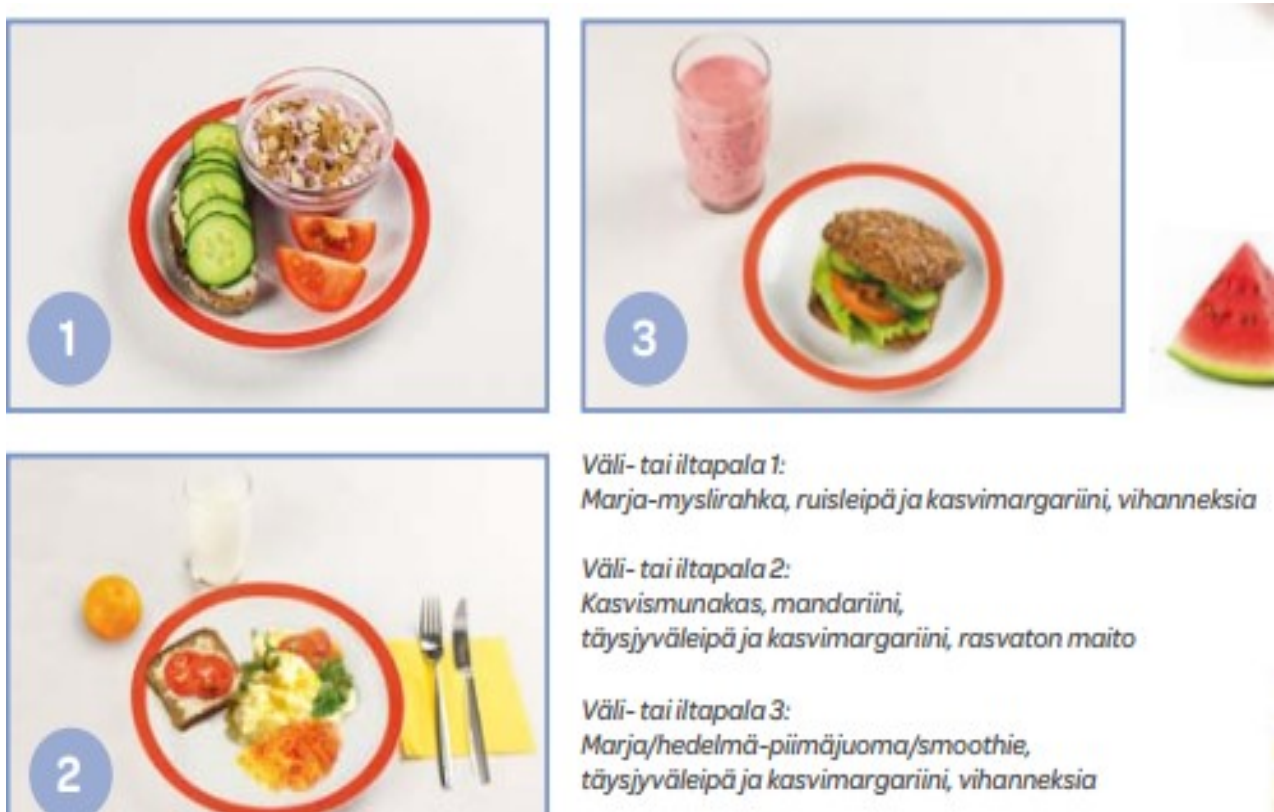 1
3
2
Väli- tai iltapala 1:
Marja-myslirahka, ruisleipä ja kasvimargariini, vihanneksia
Väli- tai iltapala 2:
Kasvismunakas, mandariini,
täysjyväleipä ja kasvimargariini, rasvaton maito
Väli- tai iltapala 3:
Marja/hedelmä-piimäjuoma/smoothie,
täysjyväleipä ja kasvimargariini, vihanneksia